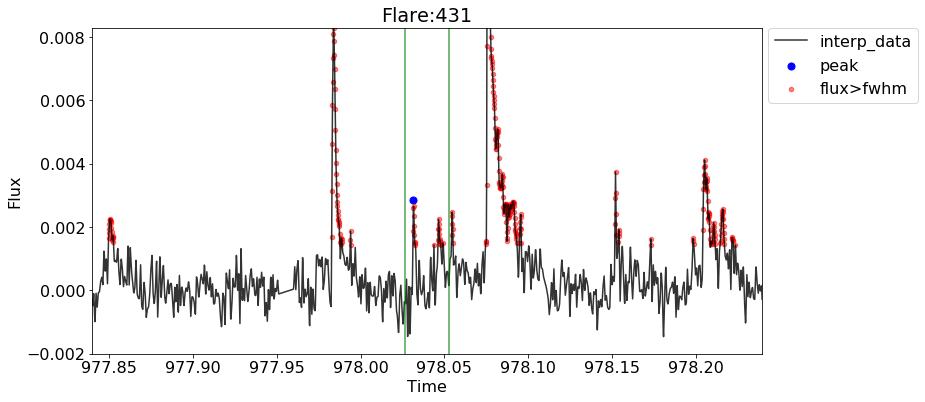 Flare:431
0.008
0.006
0.004
0.002
0.000
−0.002
Flux
977.85 977.90 977.95 978.00 978.05 978.10 978.15 978.20
Time
interp_data
peak
flux>fwhm